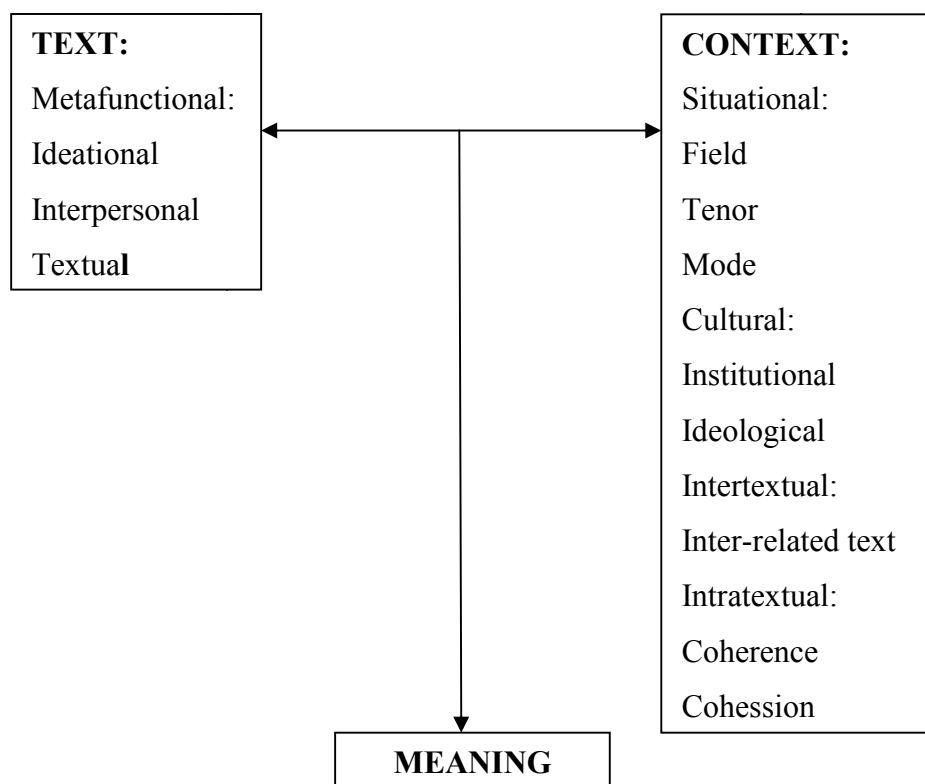 TEXT:
Metafunctional:
Ideational
Interpersonal
Textual
CONTEXT:
Situational:
Field
Tenor
Mode
Cultural:
Institutional
Ideological
Intertextual:
Inter-related text
Intratextual:
Coherence
Cohession
MEANING